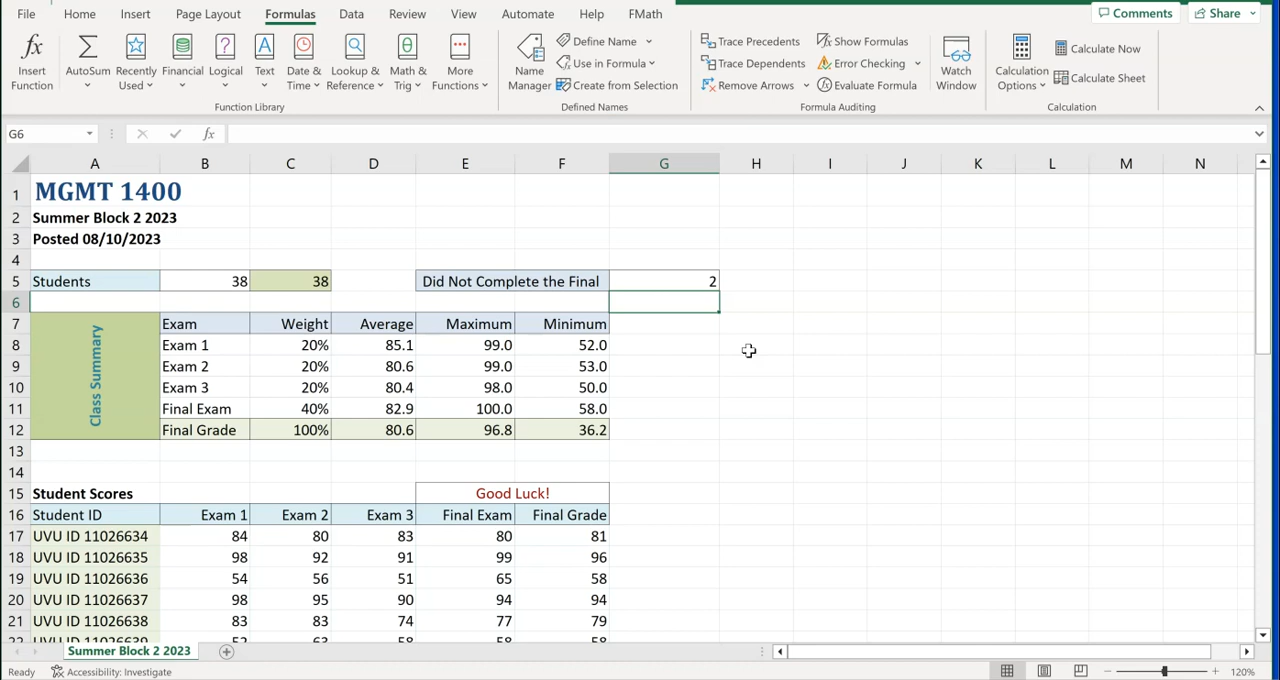 File Home Insert Page Layout Formulas Data Review View Automate Help FMath Comments Share
fx Insert Function
AutoSum
Recently Used
Financial
Logical
Text
Date & Time
Lookup & Reference
Math & Trig
More Functions
Function Library
Name Manager
Define Name
Use in Formula
Create from Selection
Defined Names
Trace Precedents
Trace Dependents
Remove Arrows
Show Formulas
Error Checking
Evaluate Formula
Formula Auditing
Watch Window
Calculation Options
Calculate Now
Calculate Sheet
Calculation
G6 fx
A B C D E F G H I J K L M N
1 MGMT 1400
2 Summer Block 2 2023
3 Posted 08/10/2023
4
5 Students 38 38 Did Not Complete the Final 2
6
7 Exam Weight Average Maximum Minimum
Class Summary
8 Exam 1 20% 85.1 99.0 52.0
9 Exam 2 20% 80.6 99.0 53.0
10 Exam 3 20% 80.4 98.0 50.0
11 Final Exam 40% 82.9 100.0 58.0
12 Final Grade 100% 80.6 96.8 36.2
13
14
15 Student Scores Good Luck!
16 Student ID Exam 1 Exam 2 Exam 3 Final Exam Final Grade
17 UVU ID 11026634 84 80 83 80 81
18 UVU ID 11026635 98 92 91 99 96
19 UVU ID 11026636 54 56 51 65 58
20 UVU ID 11026637 98 95 90 94 94
21 UVU ID 11026638 83 83 74 77 79
Summer Block 2 2023
Ready Accessibility: Investigate 120%